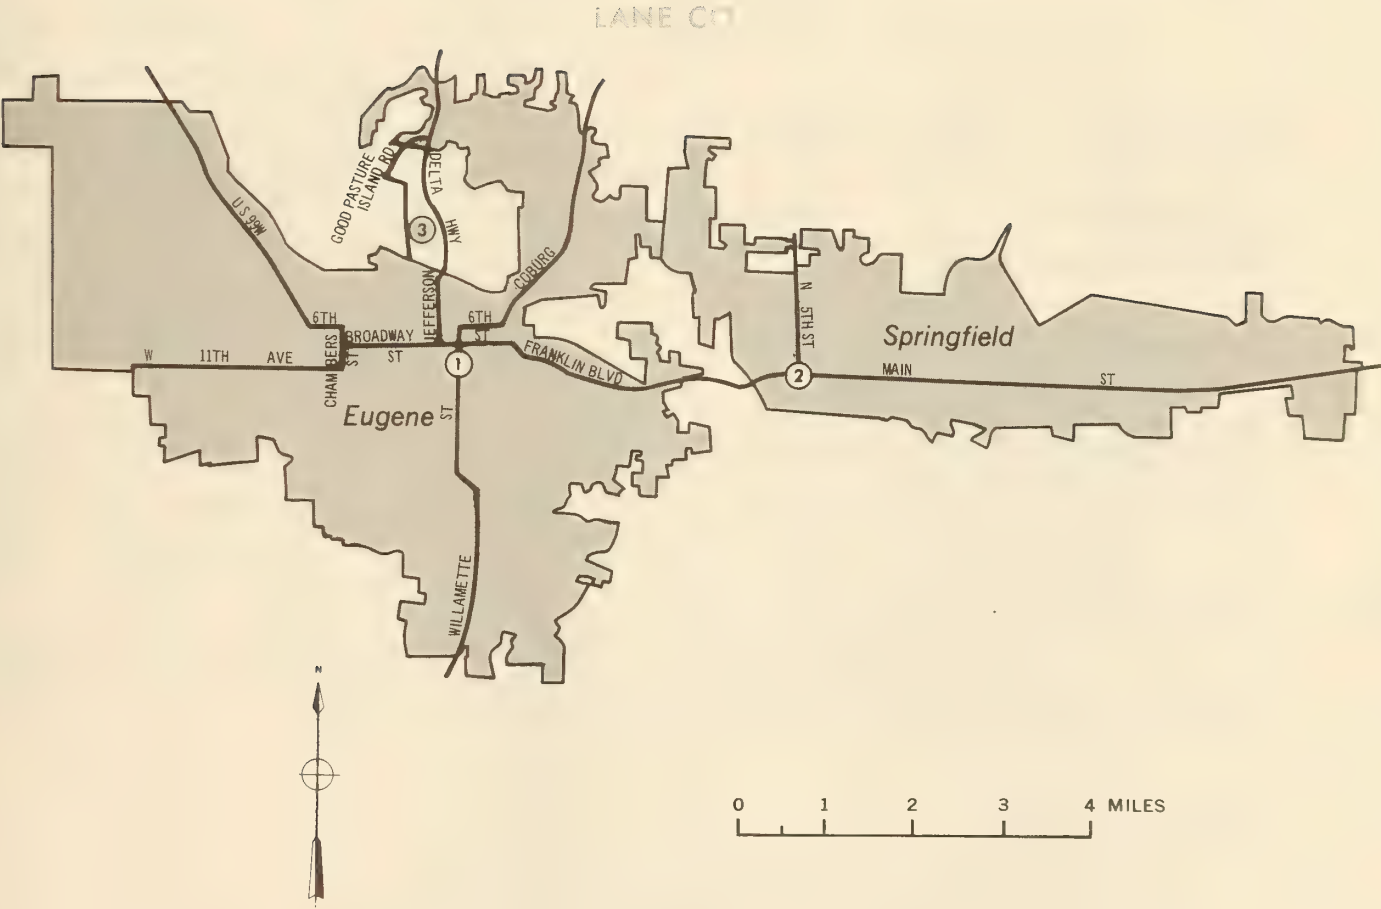 LANE CO
GOOD PASTURE
ISLAND RD
DELTA
HWY
3
U S 99W
COBURG
JEFFERSON
6TH
6TH
ST
BROADWAY
ST
CHAMBERS
ST
W 11TH AVE
1
FRANKLIN BLVD
N 5TH ST
Springfield
2
MAIN ST
Eugene
ST
WILLAMETTE
N
0 1 2 3 4 MILES